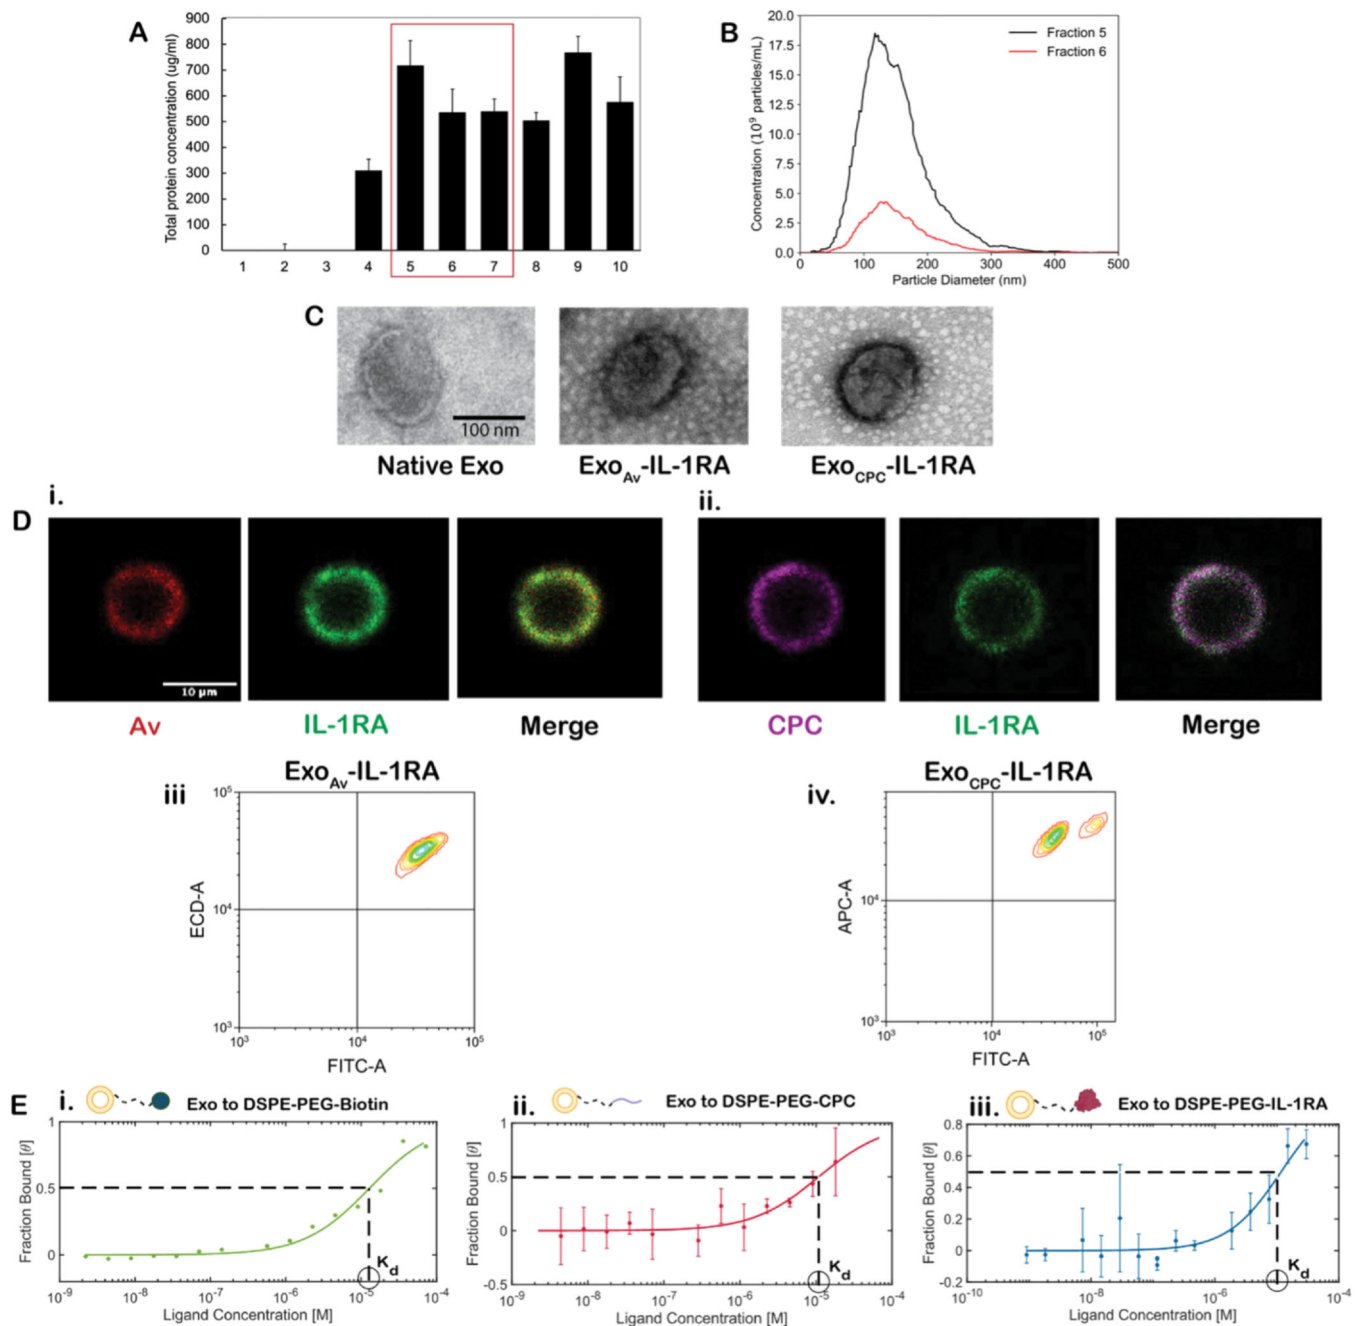 A
Total protein concentration (ug/ml)
900
800
700
600
500
400
300
200
100
0
1 2 3 4 5 6 7 8 9 10
B
Concentration (10⁹ particles/mL)
20.0
17.5
15.0
12.5
10.0
7.5
5.0
2.5
0.0
0 100 200 300 400 500
Particle Diameter (nm)
Fraction 5
Fraction 6
C
100 nm
Native Exo
Exo_Av-IL-1RA
Exo_CPC-IL-1RA
D
i.
10 µm
Av
IL-1RA
Merge
ii.
CPC
IL-1RA
Merge
iii
Exo_Av-IL-1RA
ECD-A
10⁵
10⁴
10³
10³ 10⁴ 10⁵
FITC-A
iv.
Exo_CPC-IL-1RA
APC-A
10⁴
10³
10³ 10⁴ 10⁵
FITC-A
E
i.
Exo to DSPE-PEG-Biotin
Fraction Bound [θ]
1
0.5
0
K_d
10⁻⁹ 10⁻⁸ 10⁻⁷ 10⁻⁶ 10⁻⁵ 10⁻⁴
Ligand Concentration [M]
ii.
Exo to DSPE-PEG-CPC
Fraction Bound [θ]
1
0.5
0
-0.5
K_d
10⁻⁹ 10⁻⁸ 10⁻⁷ 10⁻⁶ 10⁻⁵ 10⁻⁴
Ligand Concentration [M]
iii.
Exo to DSPE-PEG-IL-1RA
Fraction Bound [θ]
0.8
0.6
0.4
0.2
0
-0.2
K_d
10⁻¹⁰ 10⁻⁸ 10⁻⁶ 10⁻⁴
Ligand Concentration [M]